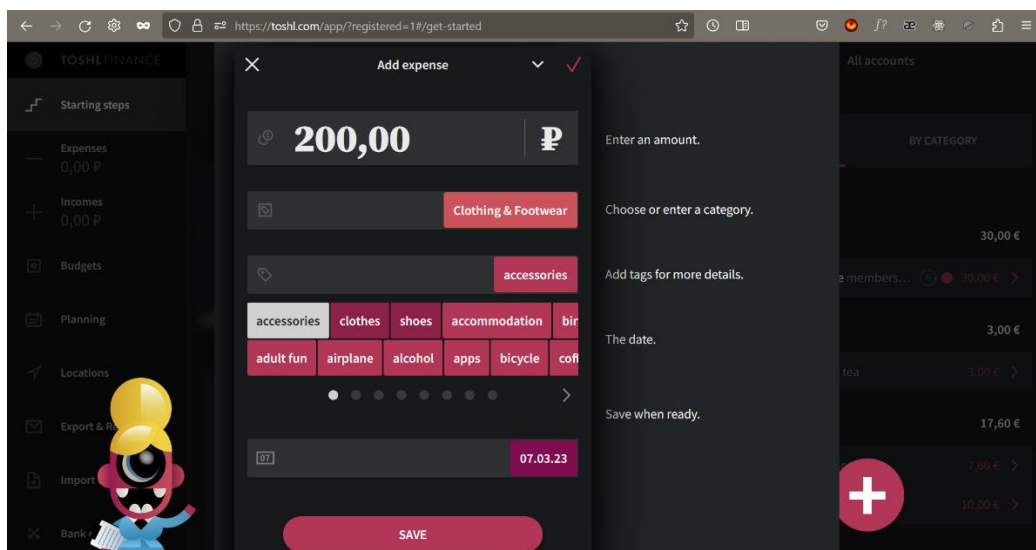 https://toshl.com/app/?registered=1#/get-started
TOSHLFINANCE
Starting steps
Expenses
0,00 ₽
Incomes
0,00 ₽
Budgets
Planning
Locations
Export & Re
Import
Bank
Add expense
200,00 ₽
Clothing & Footwear
accessories
accessories clothes shoes accommodation bir
adult fun airplane alcohol apps bicycle coff
07 07.03.23
SAVE
Enter an amount.
Choose or enter a category.
Add tags for more details.
The date.
Save when ready.
All accounts
BY CATEGORY
30,00 €
members... 30,00 €
3,00 €
tea 3,00 €
17,60 €
7,60 €
10,00 €